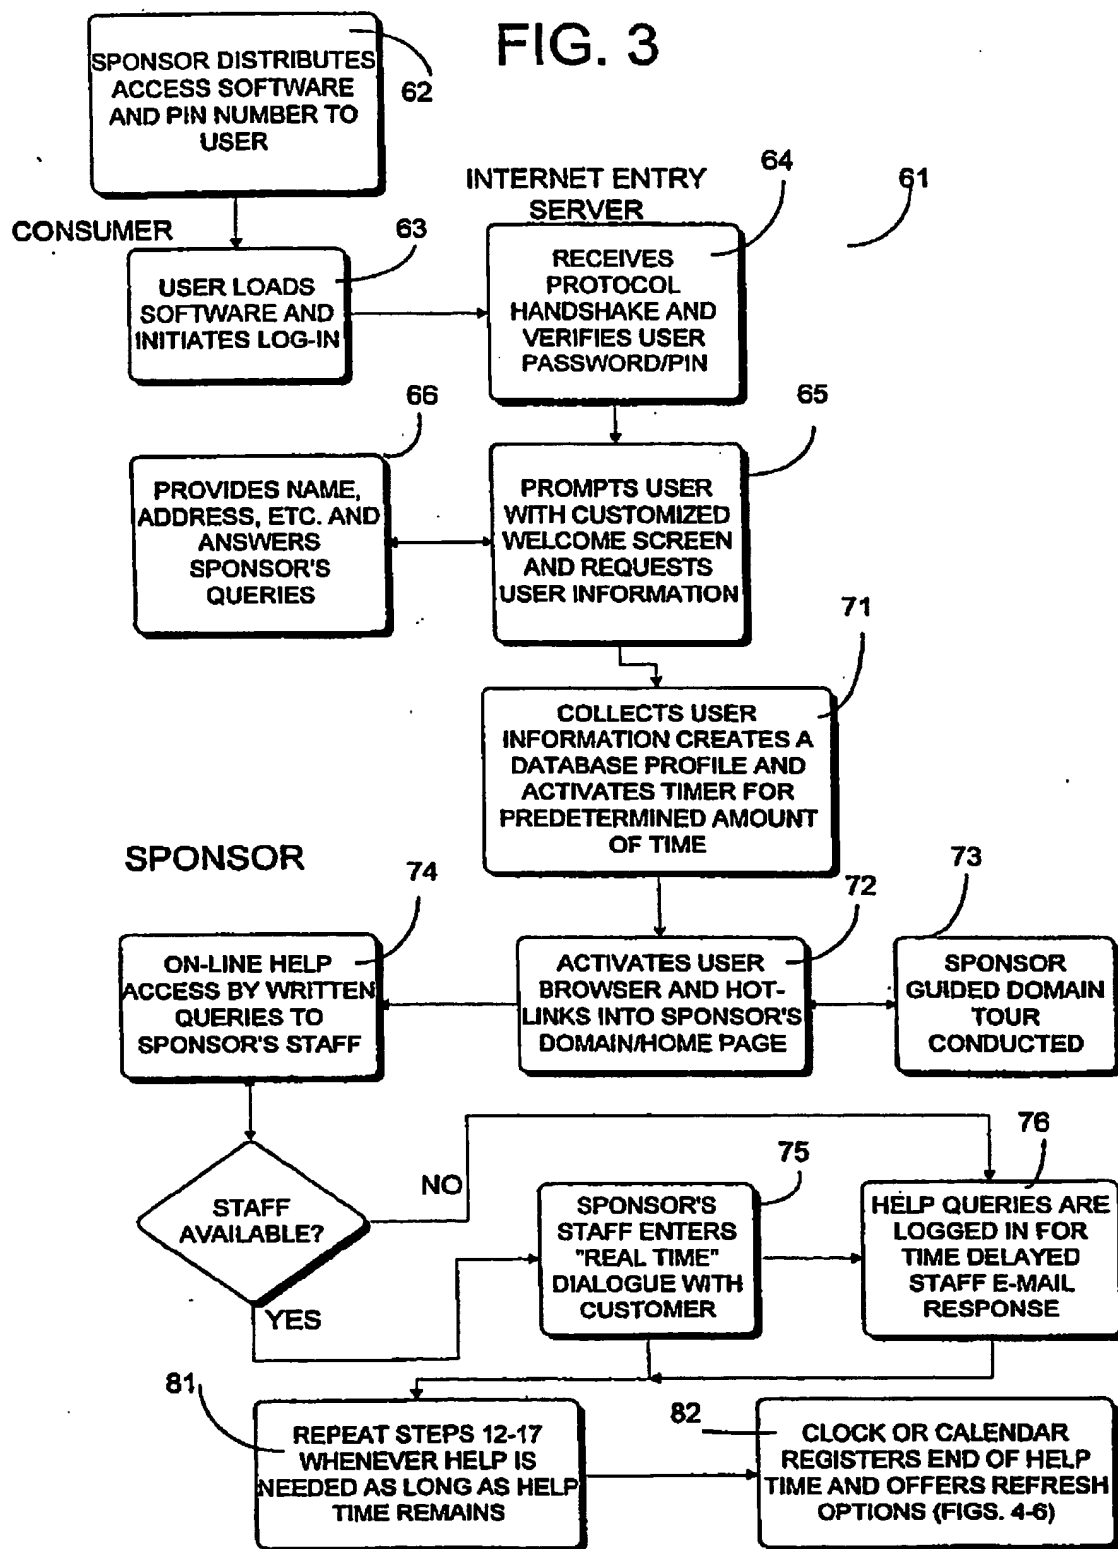 FIG. 3
SPONSOR DISTRIBUTES
ACCESS SOFTWARE
AND PIN NUMBER TO
USER
62
CONSUMER
63
USER LOADS
SOFTWARE AND
INITIATES LOG-IN
INTERNET ENTRY
SERVER
64
61
RECEIVES
PROTOCOL
HANDSHAKE AND
VERIFIES USER
PASSWORD/PIN
66
PROVIDES NAME,
ADDRESS, ETC. AND
ANSWERS
SPONSOR'S
QUERIES
65
PROMPTS USER
WITH CUSTOMIZED
WELCOME SCREEN
AND REQUESTS
USER INFORMATION
71
COLLECTS USER
INFORMATION CREATES A
DATABASE PROFILE AND
ACTIVATES TIMER FOR
PREDETERMINED AMOUNT
OF TIME
SPONSOR
74
ON-LINE HELP
ACCESS BY WRITTEN
QUERIES TO
SPONSOR'S STAFF
72
ACTIVATES USER
BROWSER AND HOT-
LINKS INTO SPONSOR'S
DOMAIN/HOME PAGE
73
SPONSOR
GUIDED DOMAIN
TOUR
CONDUCTED
STAFF
AVAILABLE?
NO
YES
75
SPONSOR'S
STAFF ENTERS
"REAL TIME"
DIALOGUE WITH
CUSTOMER
76
HELP QUERIES ARE
LOGGED IN FOR
TIME DELAYED
STAFF E-MAIL
RESPONSE
81
REPEAT STEPS 12-17
WHENEVER HELP IS
NEEDED AS LONG AS HELP
TIME REMAINS
82
CLOCK OR CALENDAR
REGISTERS END OF HELP
TIME AND OFFERS REFRESH
OPTIONS (FIGS. 4-6)